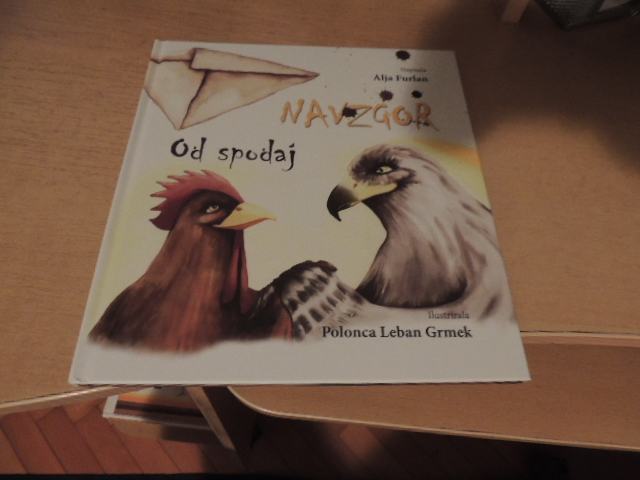 Napisala
Alja Furlan
NAVZGOR
Od spodaj
Ilustrirala
Polonca Leban Grmek